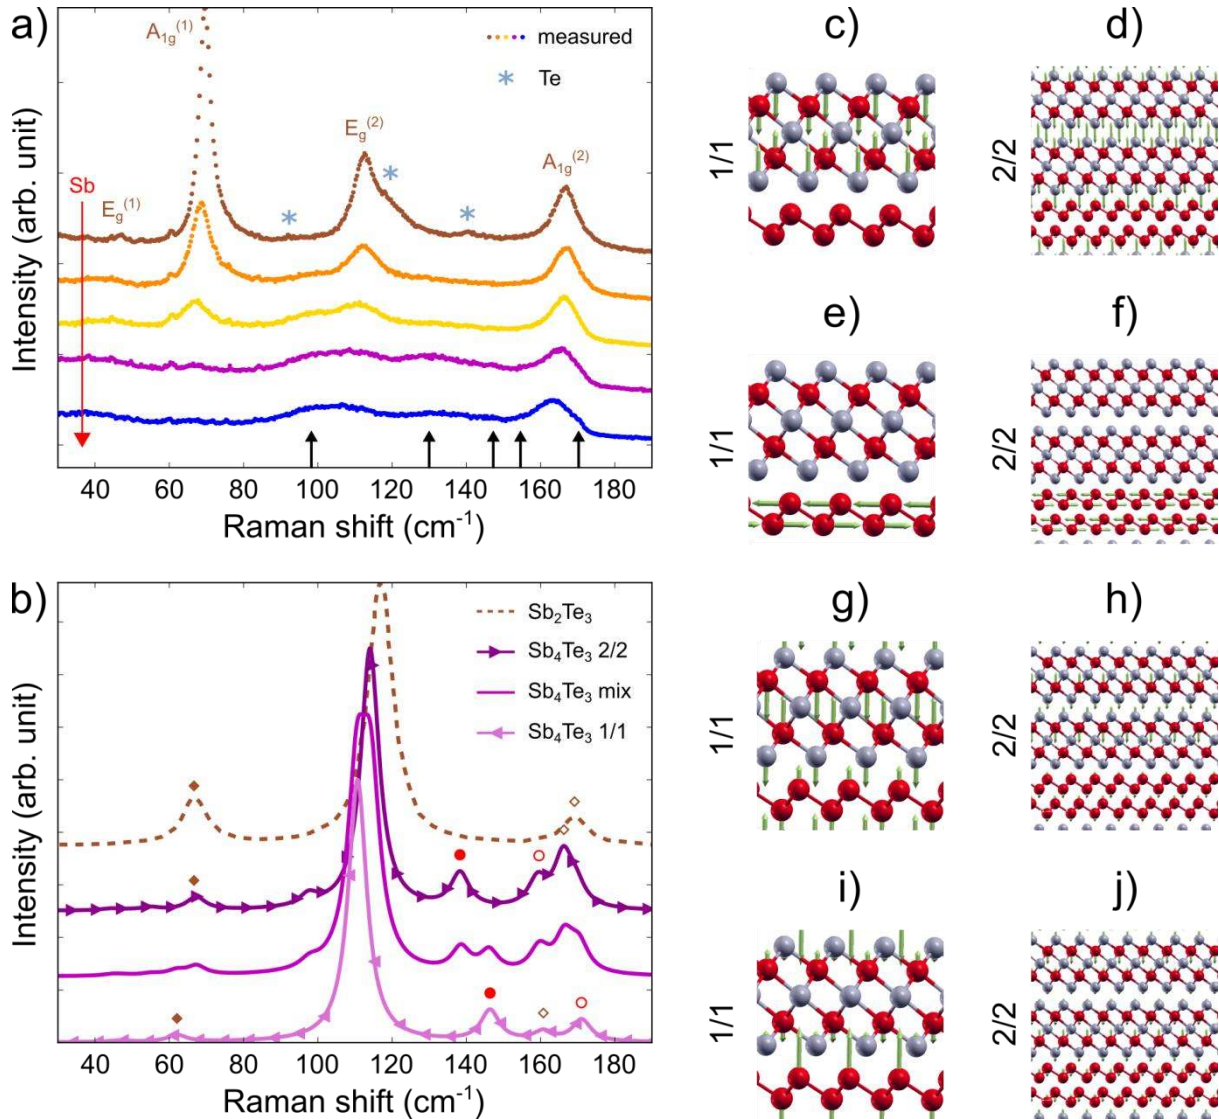 a)
A₁g⁽¹⁾
measured
Te
Eg⁽²⁾
A₁g⁽²⁾
Sb
Eg⁽¹⁾
Intensity (arb. unit)
40 60 80 100 120 140 160 180
Raman shift (cm⁻¹)
b)
Sb₂Te₃
Sb₄Te₃ 2/2
Sb₄Te₃ mix
Sb₄Te₃ 1/1
Intensity (arb. unit)
40 60 80 100 120 140 160 180
Raman shift (cm⁻¹)
c)
1/1
d)
2/2
e)
1/1
f)
2/2
g)
1/1
h)
2/2
i)
1/1
j)
2/2